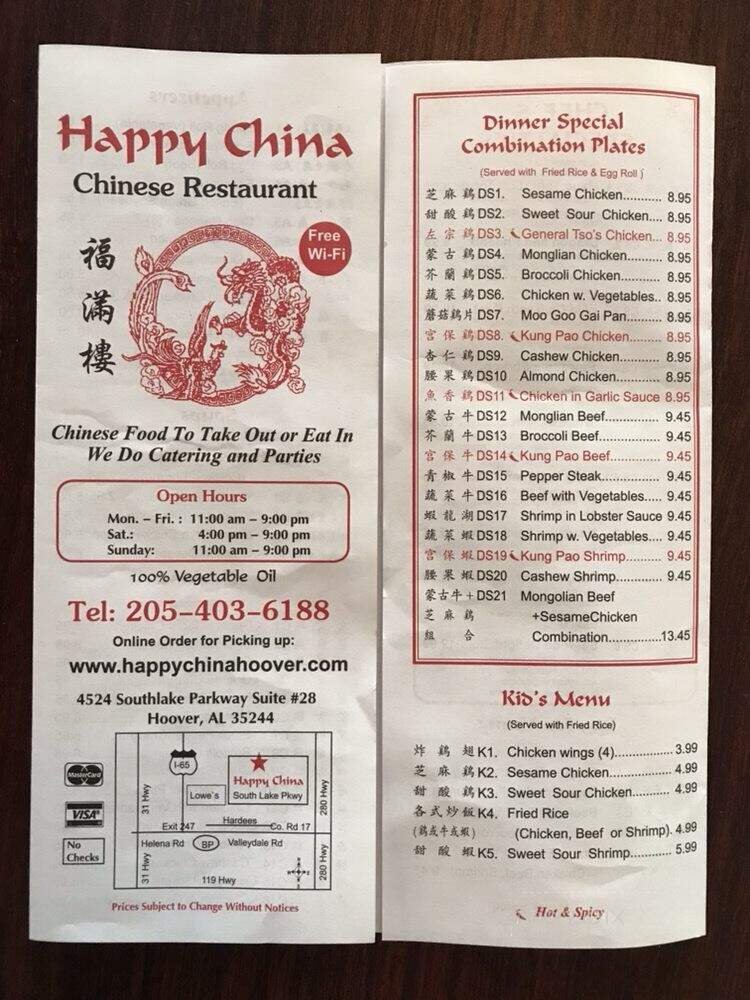 Happy China
Chinese Restaurant
Free
Wi-Fi
福
滿
樓
Chinese Food To Take Out or Eat In
We Do Catering and Parties
Open Hours
Mon. – Fri. : 11:00 am – 9:00 pm
Sat.: 4:00 pm – 9:00 pm
Sunday: 11:00 am – 9:00 pm
100% Vegetable Oil
Tel: 205-403-6188
Online Order for Picking up:
www.happychinahoover.com
4524 Southlake Parkway Suite #28
Hoover, AL 35244
MasterCard
VISA
No
Checks
I-65
Happy China
Lowe's
South Lake Pkwy
31 Hwy
280 Hwy
Hardees
Exit 247
Co. Rd 17
Helena Rd
BP
Valleydale Rd
31 Hwy
280 Hwy
119 Hwy
Prices Subject to Change Without Notices
Dinner Special
Combination Plates
(Served with Fried Rice & Egg Roll )
芝麻鷄 DS1. Sesame Chicken........... 8.95
甜酸鷄 DS2. Sweet Sour Chicken.... 8.95
左宗鷄 DS3. General Tso's Chicken... 8.95
蒙古鷄 DS4. Monglian Chicken......... 8.95
芥蘭鷄 DS5. Broccoli Chicken.......... 8.95
蔬菜鷄 DS6. Chicken w. Vegetables.. 8.95
蘑菇鷄片 DS7. Moo Goo Gai Pan.......... 8.95
宮保鷄 DS8. Kung Pao Chicken......... 8.95
杏仁鷄 DS9. Cashew Chicken........... 8.95
腰果鷄 DS10 Almond Chicken........... 8.95
魚香鷄 DS11 Chicken in Garlic Sauce 8.95
蒙古牛 DS12 Monglian Beef................ 9.45
芥蘭牛 DS13 Broccoli Beef................. 9.45
宮保牛 DS14 Kung Pao Beef............... 9.45
青椒牛 DS15 Pepper Steak................. 9.45
蔬菜牛 DS16 Beef with Vegetables..... 9.45
蝦龍湖 DS17 Shrimp in Lobster Sauce 9.45
蔬菜蝦 DS18 Shrimp w. Vegetables.... 9.45
宮保蝦 DS19 Kung Pao Shrimp.......... 9.45
腰果蝦 DS20 Cashew Shrimp............. 9.45
蒙古牛+ DS21 Mongolian Beef
芝麻鷄 +SesameChicken
組合 Combination..............13.45
Kid's Menu
(Served with Fried Rice)
炸鷄翅 K1. Chicken wings (4)............... 3.99
芝麻鷄 K2. Sesame Chicken................ 4.99
甜酸鷄 K3. Sweet Sour Chicken.......... 4.99
各式炒飯 K4. Fried Rice
(鷄或牛或蝦) (Chicken, Beef or Shrimp). 4.99
甜酸蝦 K5. Sweet Sour Shrimp............ 5.99
Hot & Spicy